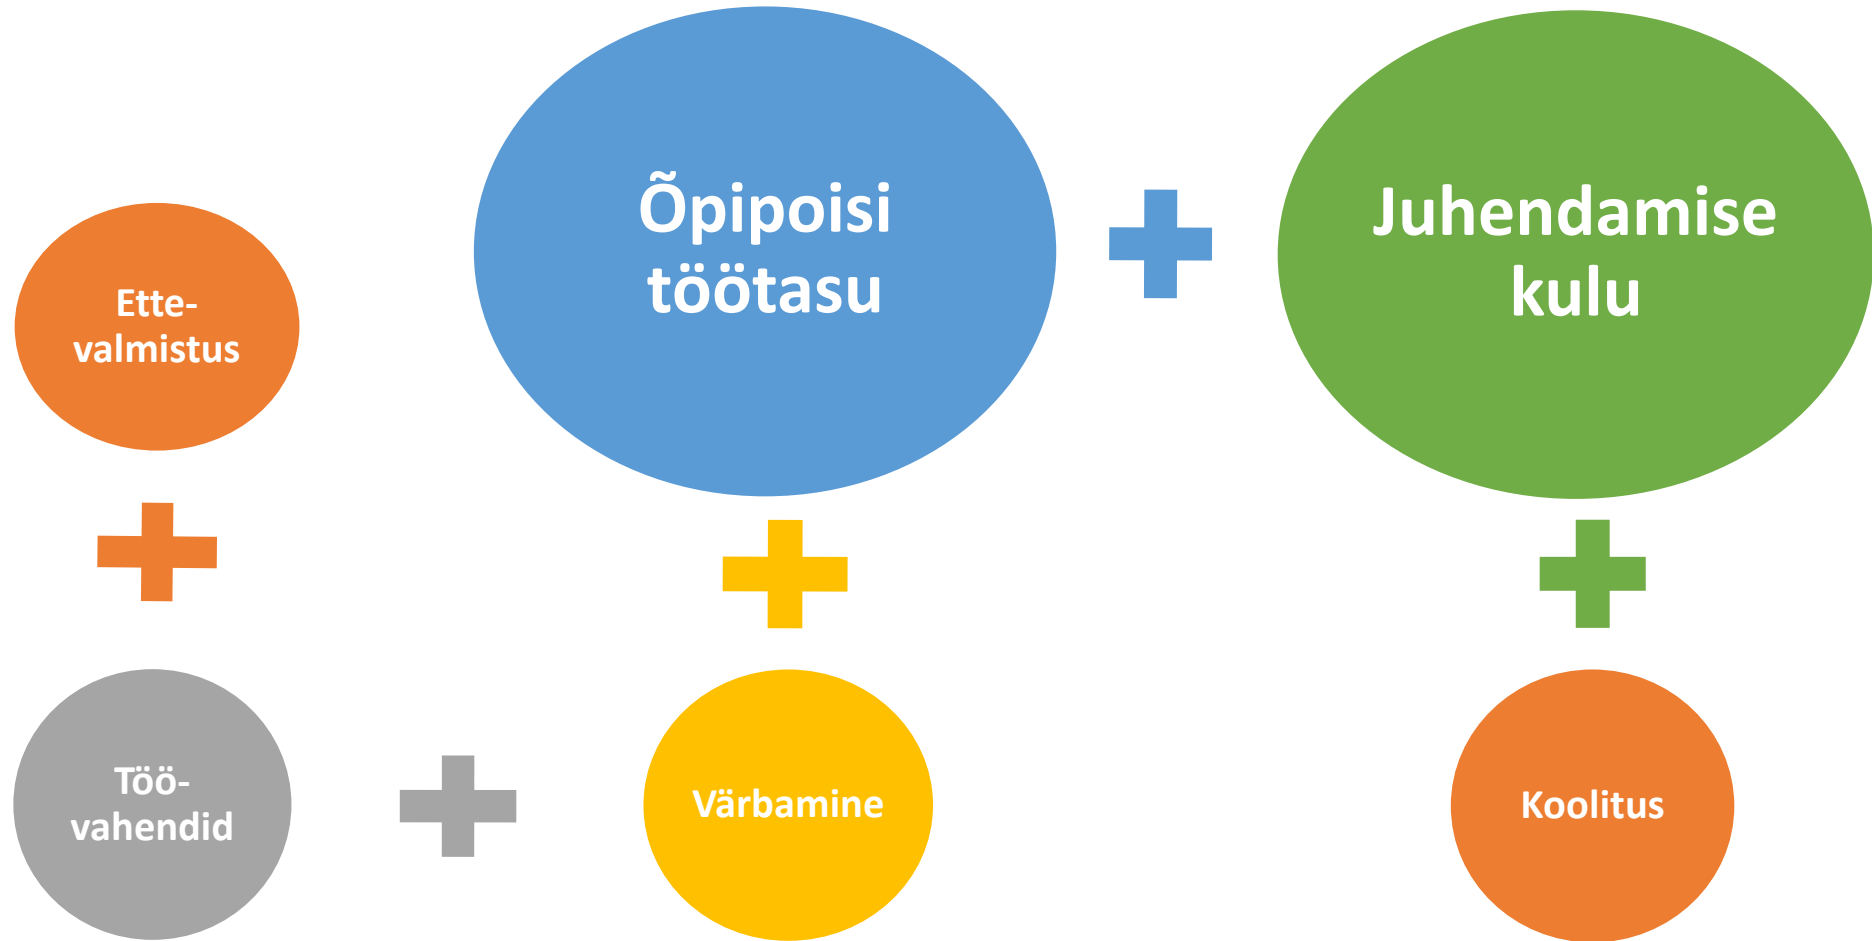 Ette-
valmistus
Töö-
vahendid
Värbamine
Õpipoisi
töötasu
Juhendamise
kulu
Koolitus